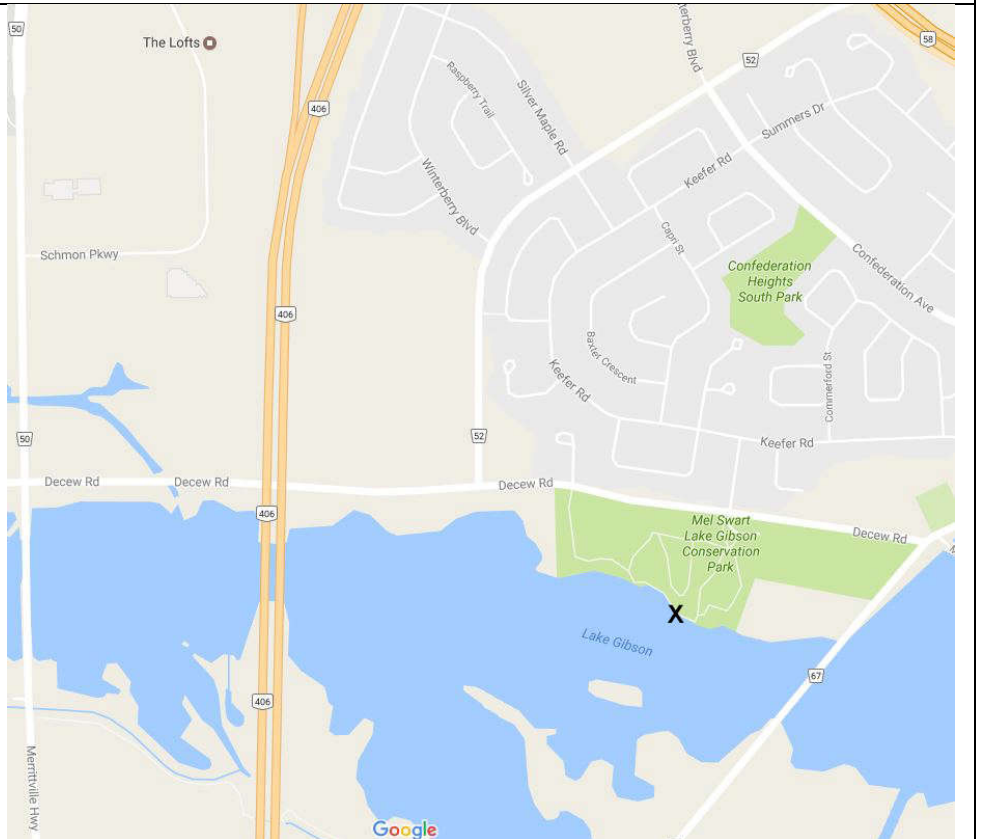 50
The Lofts
58
terberry Blvd
52
406
Raspberry Trail
Silver Maple Rd
Summers Dr
Keefer Rd
Winterberry Blvd
Capri St
Schmon Pkwy
Confederation
Heights
South Park
Confederation Ave
406
Baxter Crescent
Keefer Rd
Commerford St
50
52
Keefer Rd
Decew Rd
Decew Rd
Decew Rd
406
Mel Swart
Lake Gibson
Conservation
Park
Decew Rd
X
Lake Gibson
67
406
Merrittville Hwy
Google